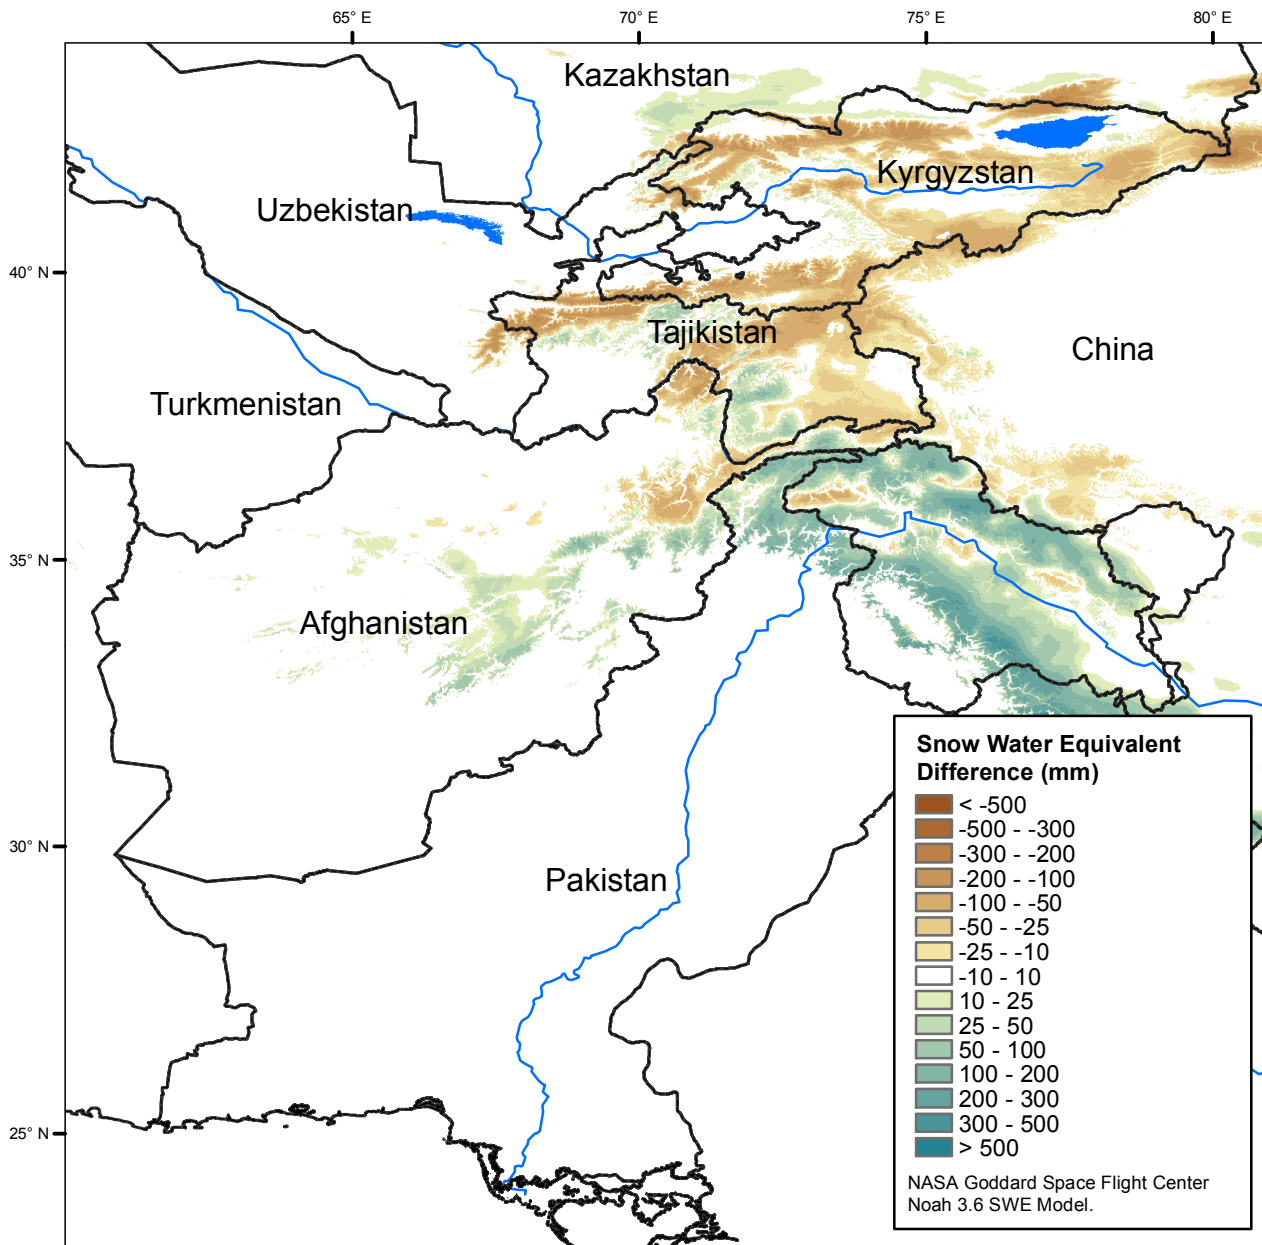 65° E
70° E
75° E
80° E
Kazakhstan
Kyrgyzstan
Uzbekistan
40° N
Tajikistan
China
Turkmenistan
35° N
Afghanistan
30° N
Pakistan
25° N
Snow Water Equivalent
Difference (mm)
< -500
-500 - -300
-300 - -200
-200 - -100
-100 - -50
-50 - -25
-25 - -10
-10 - 10
10 - 25
25 - 50
50 - 100
100 - 200
200 - 300
300 - 500
> 500
NASA Goddard Space Flight Center
Noah 3.6 SWE Model.